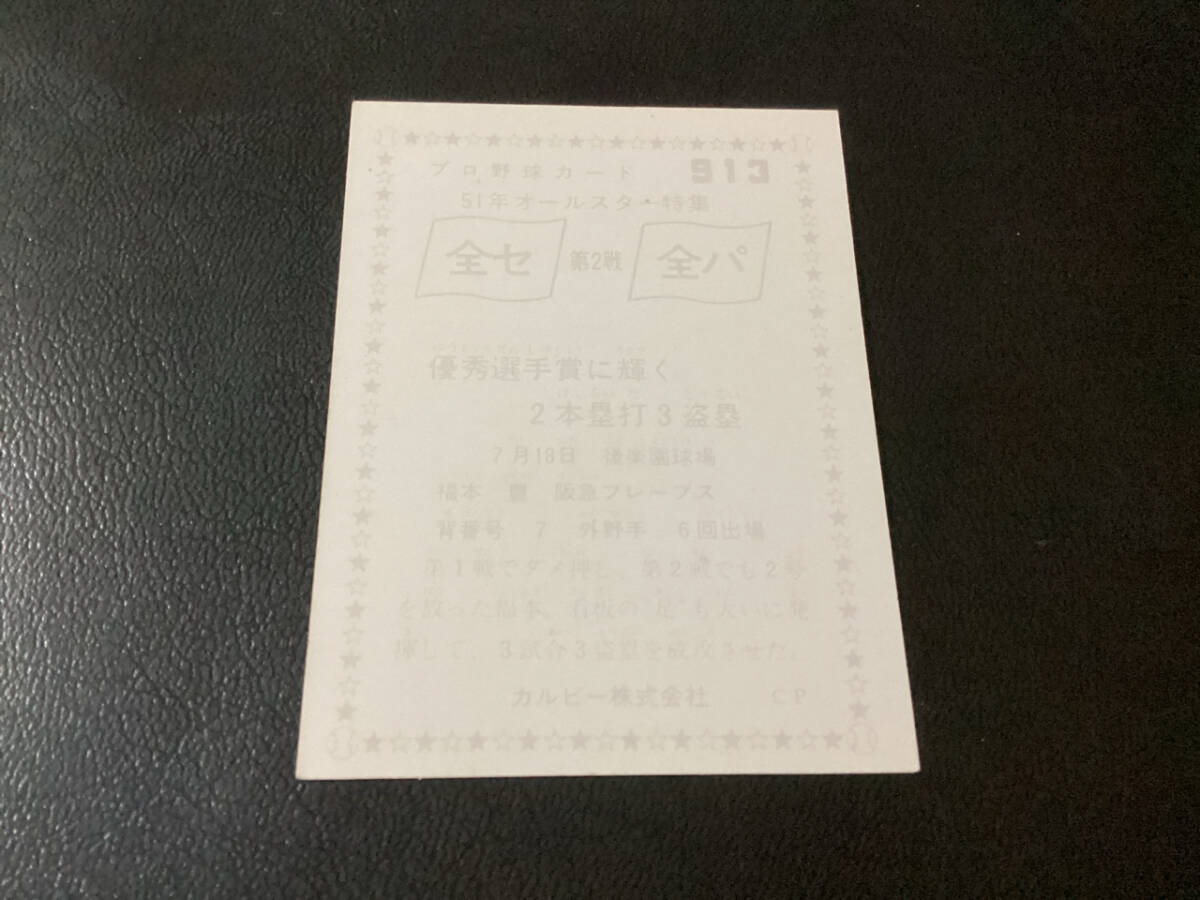 プロ野球カード 913
51年オールスタ・特集
全セ 第2戦 全パ
優秀選手賞に輝く
2本塁打3盗塁
7月18日 後楽園球場
福本 豊 阪急ブレーブス
背番号 7 外野手 6回出場
第1戦でダメ押し、第2戦でも2号
を放った福本、看板の"足"も大いに発
揮して、3試合3盗塁を成功させた。
カルビー株式会社 CP